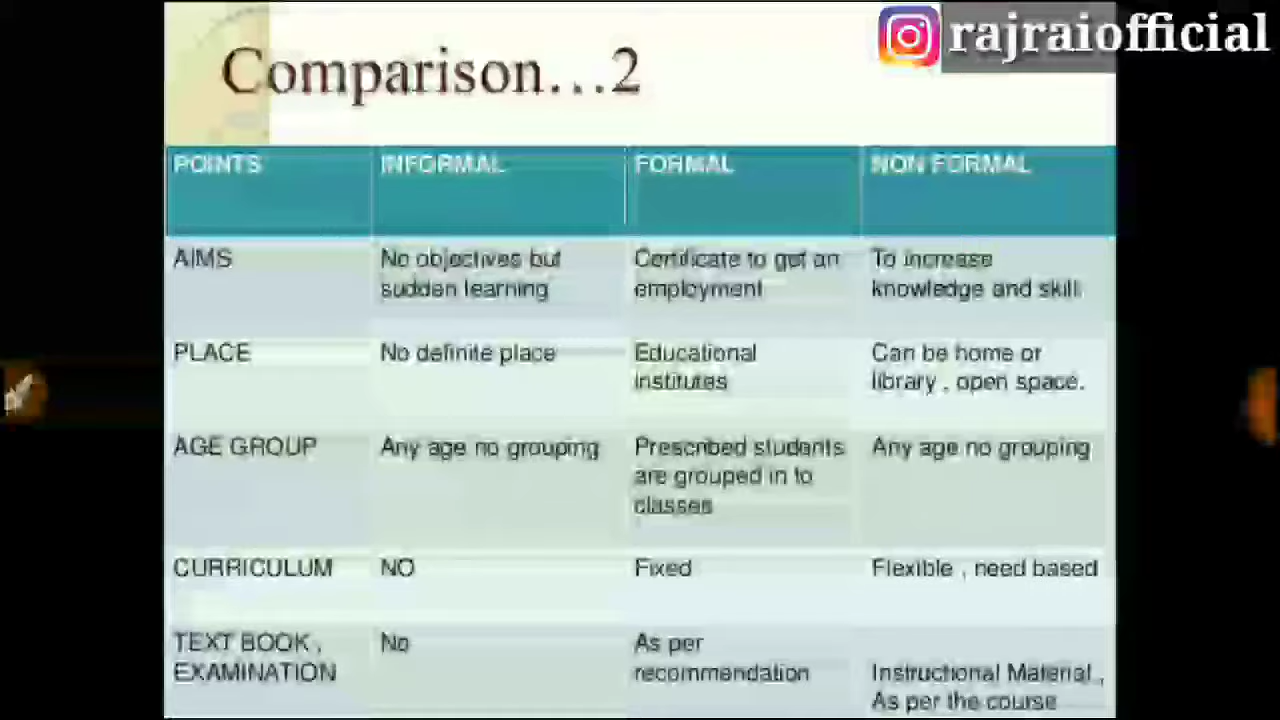 Comparison...2
rajraiofficial
POINTS INFORMAL FORMAL NON FORMAL
AIMS No objectives but Certificate to get an To increase
sudden learning employment knowledge and skill.
PLACE No definite place Educational Can be home or
institutes library , open space.
AGE GROUP Any age no grouping Prescribed students Any age no grouping
are grouped in to
classes
CURRICULUM NO Fixed Flexible , need based
TEXT BOOK , No As per
EXAMINATION recommendation Instructional Material ,
As per the course